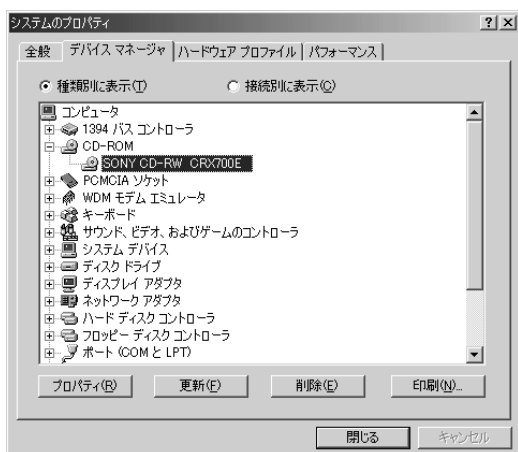 システムのプロパティ
全般 デバイス マネージャ ハードウェア プロファイル パフォーマンス
種類別に表示(T) 接続別に表示(C)
コンピュータ
1394 バス コントローラ
CD-ROM
SONY CD-RW CRX700E
PCMCIA ソケット
WDM モデム エミュレータ
キーボード
サウンド、ビデオ、およびゲームのコントローラ
システム デバイス
ディスク ドライブ
ディスプレイ アダプタ
ネットワーク アダプタ
ハード ディスク コントローラ
フロッピー ディスク コントローラ
ポート (COM と LPT)
プロパティ(R) 更新(F) 削除(E) 印刷(N)...
閉じる キャンセル